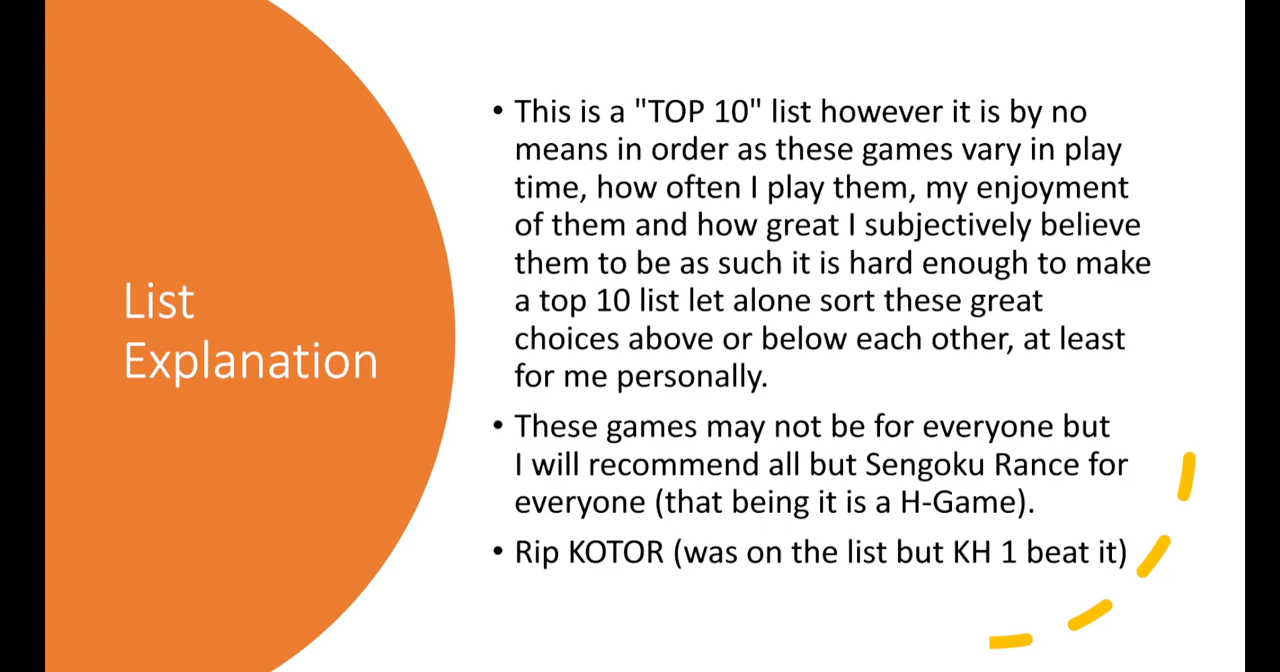 List
Explanation
• This is a "TOP 10" list however it is by no
means in order as these games vary in play
time, how often I play them, my enjoyment
of them and how great I subjectively believe
them to be as such it is hard enough to make
a top 10 list let alone sort these great
choices above or below each other, at least
for me personally.
• These games may not be for everyone but
I will recommend all but Sengoku Rance for
everyone (that being it is a H-Game).
• Rip KOTOR (was on the list but KH 1 beat it)